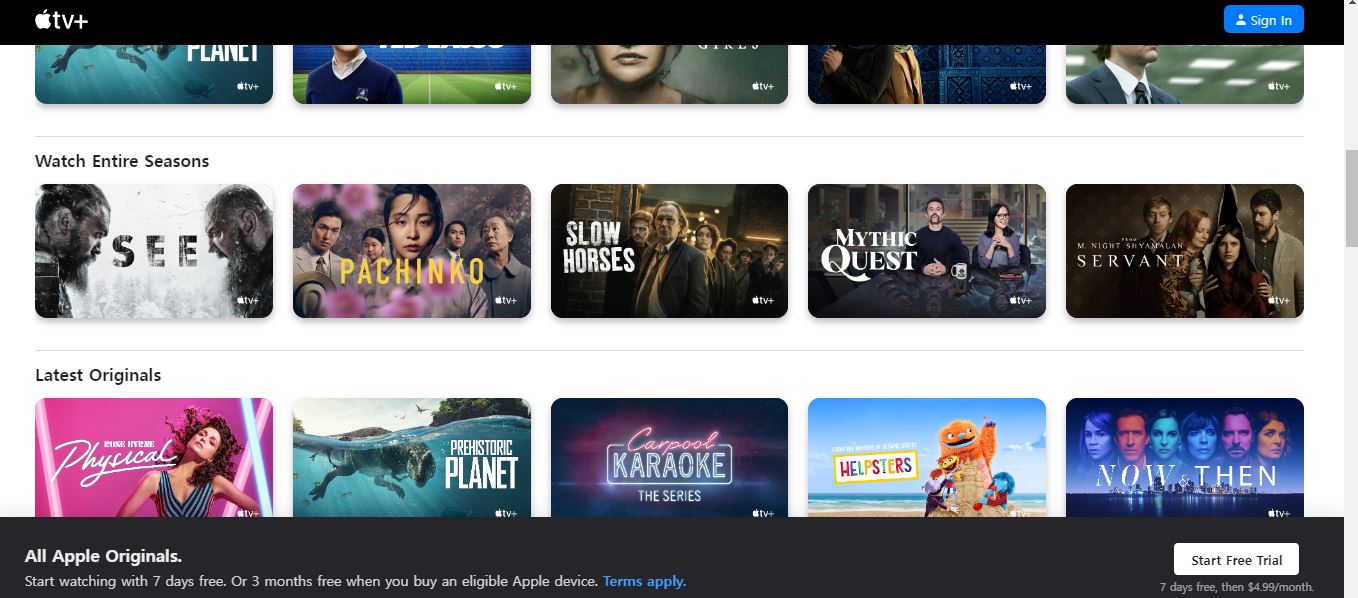 tv+
Sign In
PLANET
tv+
tv+
GIRLS
tv+
tv+
tv+
Watch Entire Seasons
SEE
tv+
PACHINKO
tv+
SLOW
HORSES
tv+
MYTHIC
QUEST
tv+
FROM
M. NIGHT SHYAMALAN
SERVANT
tv+
Latest Originals
ROSE BYRNE
Physical
tv+
PREHISTORIC
PLANET
tv+
Carpool
KARAOKE
THE SERIES
tv+
FROM THE MAKERS OF SESAME STREET
HELPSTERS
tv+
NOW & THEN
tv+
All Apple Originals.
Start watching with 7 days free. Or 3 months free when you buy an eligible Apple device. Terms apply.
Start Free Trial
7 days free, then $4.99/month.